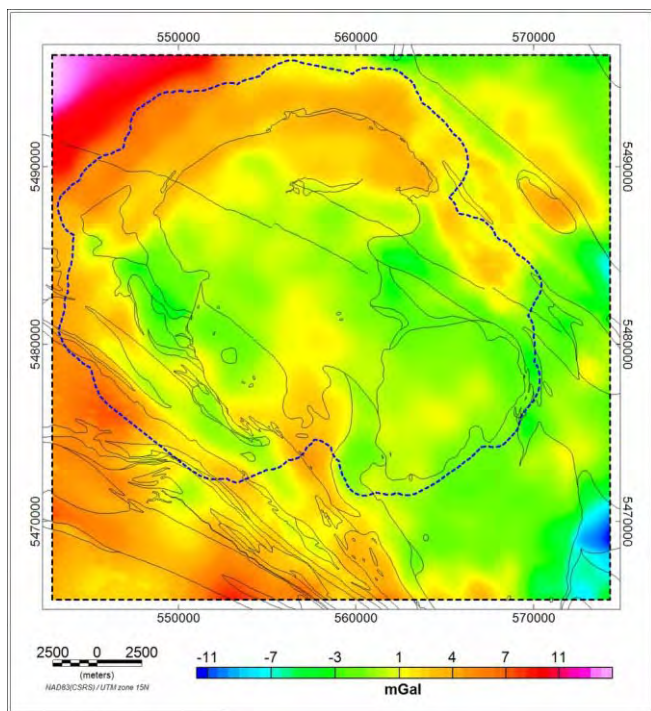 550000 560000 570000
5490000 5490000
5480000 5480000
5470000 5470000
550000 560000 570000
2500 0 2500
(meters)
NAD83(CSRS) / UTM zone 15N
-11 -7 -3 1 4 7 11
mGal